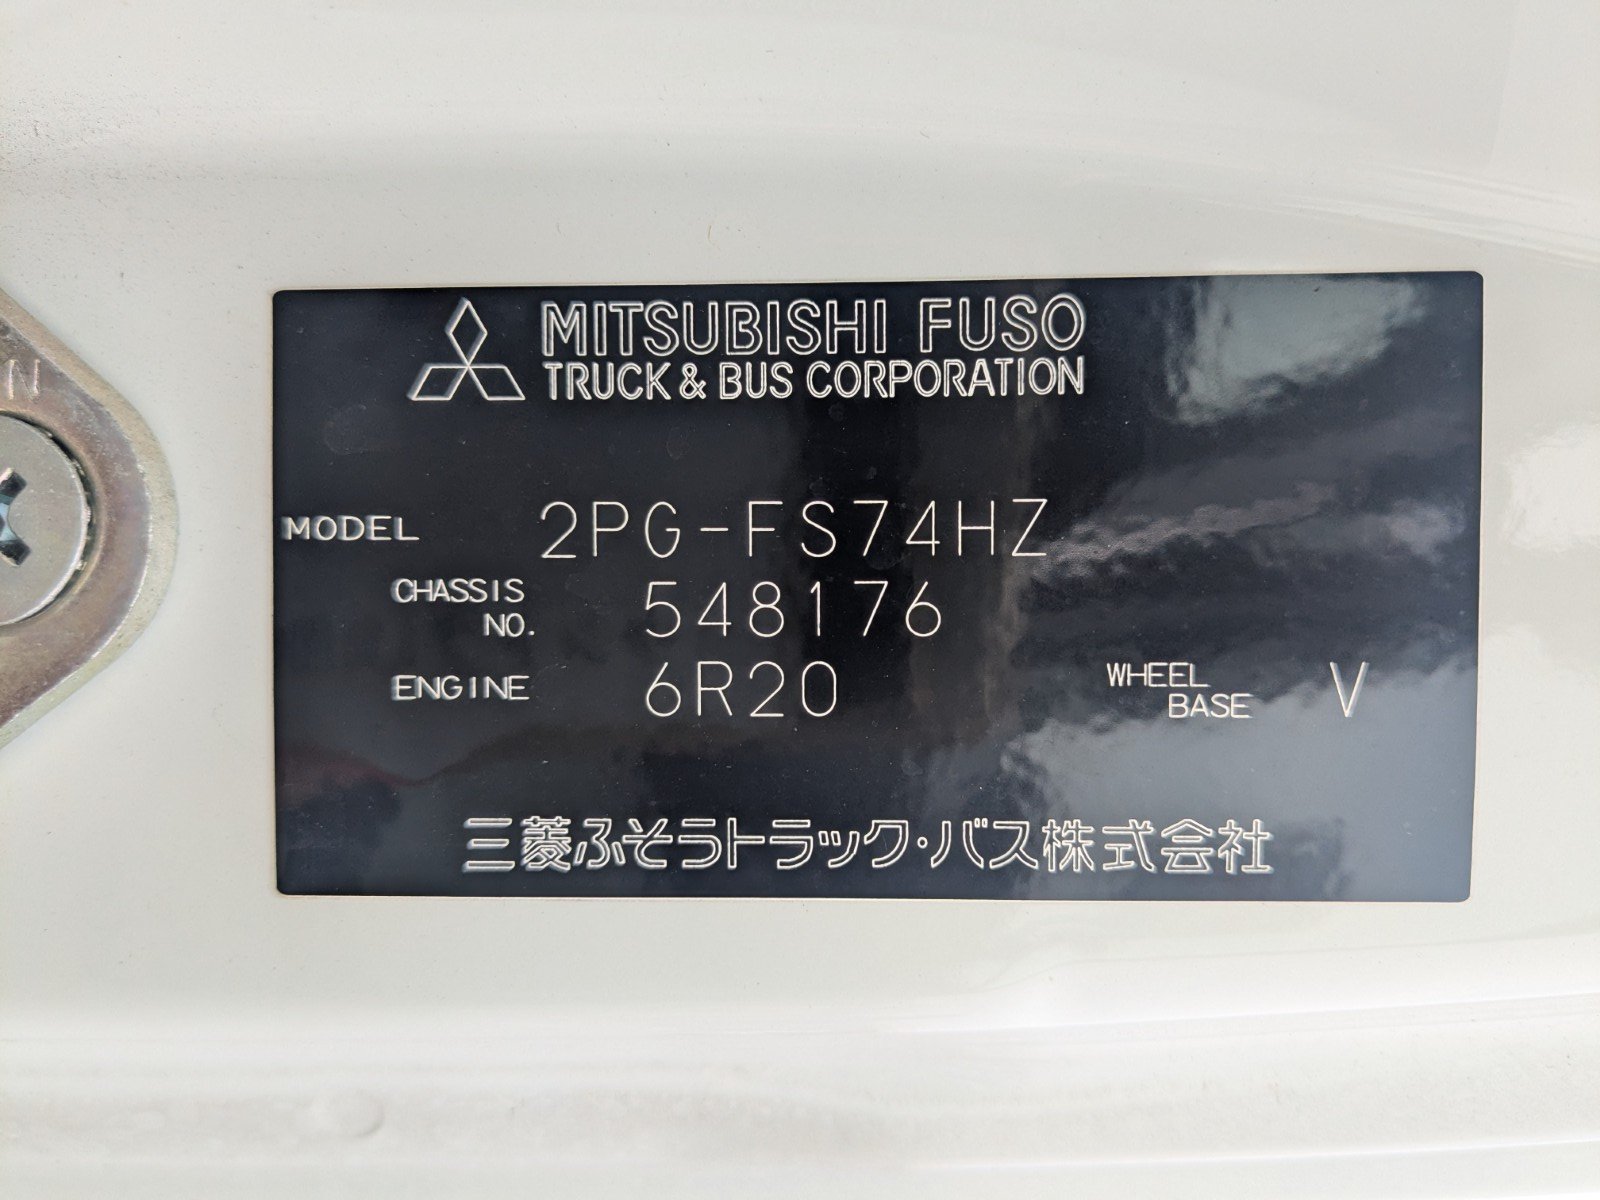 MITSUBISHI FUSO
TRUCK & BUS CORPORATION
MODEL 2PG-FS74HZ
CHASSIS NO. 548176
ENGINE 6R20 WHEEL BASE V
三菱ふそうトラック・バス株式会社
N